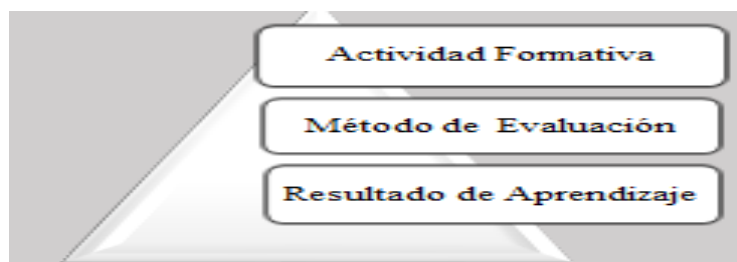 Actividad Formativa
Método de Evaluación
Resultado de Aprendizaje